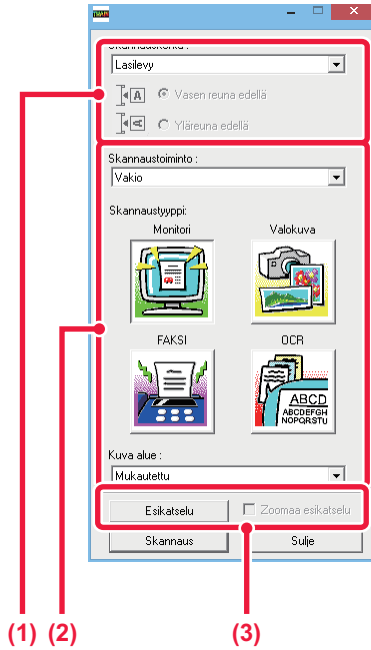 Lasilevy
A
Vasen reuna edellä
A
Yläreuna edellä
Skannaustoiminto :
Vakio
Skannaustyyppi:
Monitori Valokuva
FAKSI OCR
ABCD
ABCDEFGH
NOPQRSTU
Kuva alue :
Mukautettu
Esikatselu Zoomaa esikatselu
Skannaus Sulje
(1) (2) (3)